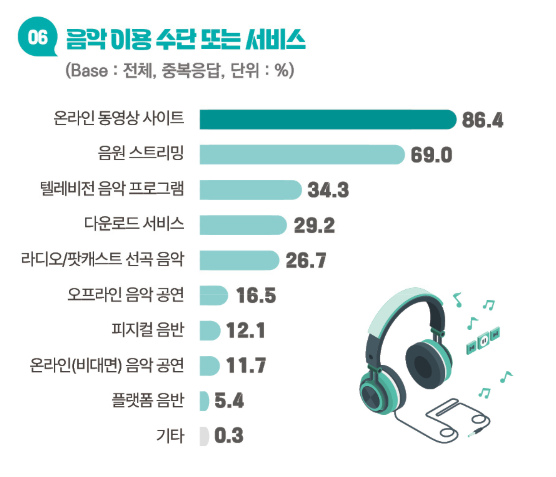 06 음악 이용 수단 또는 서비스
(Base : 전체, 중복응답, 단위 : %)
온라인 동영상 사이트 86.4
음원 스트리밍 69.0
텔레비전 음악 프로그램 34.3
다운로드 서비스 29.2
라디오/팟캐스트 선곡 음악 26.7
오프라인 음악 공연 16.5
피지컬 음반 12.1
온라인(비대면) 음악 공연 11.7
플랫폼 음반 5.4
기타 0.3